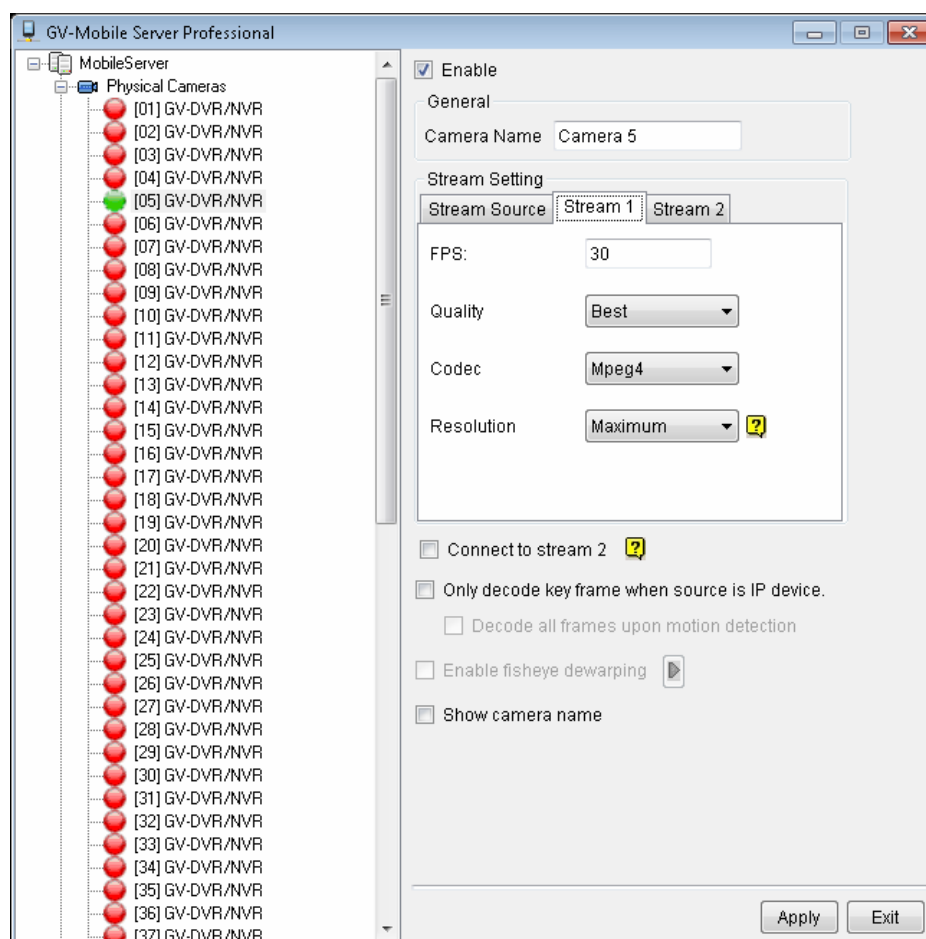 GV-Mobile Server Professional
MobileServer
Physical Cameras
[01] GV-DVR/NVR
[02] GV-DVR/NVR
[03] GV-DVR/NVR
[04] GV-DVR/NVR
[05] GV-DVR/NVR
[06] GV-DVR/NVR
[07] GV-DVR/NVR
[08] GV-DVR/NVR
[09] GV-DVR/NVR
[10] GV-DVR/NVR
[11] GV-DVR/NVR
[12] GV-DVR/NVR
[13] GV-DVR/NVR
[14] GV-DVR/NVR
[15] GV-DVR/NVR
[16] GV-DVR/NVR
[17] GV-DVR/NVR
[18] GV-DVR/NVR
[19] GV-DVR/NVR
[20] GV-DVR/NVR
[21] GV-DVR/NVR
[22] GV-DVR/NVR
[23] GV-DVR/NVR
[24] GV-DVR/NVR
[25] GV-DVR/NVR
[26] GV-DVR/NVR
[27] GV-DVR/NVR
[28] GV-DVR/NVR
[29] GV-DVR/NVR
[30] GV-DVR/NVR
[31] GV-DVR/NVR
[32] GV-DVR/NVR
[33] GV-DVR/NVR
[34] GV-DVR/NVR
[35] GV-DVR/NVR
[36] GV-DVR/NVR
[37] GV-DVR/NVR
Enable
General
Camera Name Camera 5
Stream Setting
Stream Source Stream 1 Stream 2
FPS: 30
Quality Best
Codec Mpeg4
Resolution Maximum ?
Connect to stream 2 ?
Only decode key frame when source is IP device.
Decode all frames upon motion detection
Enable fisheye dewarping
Show camera name
Apply Exit